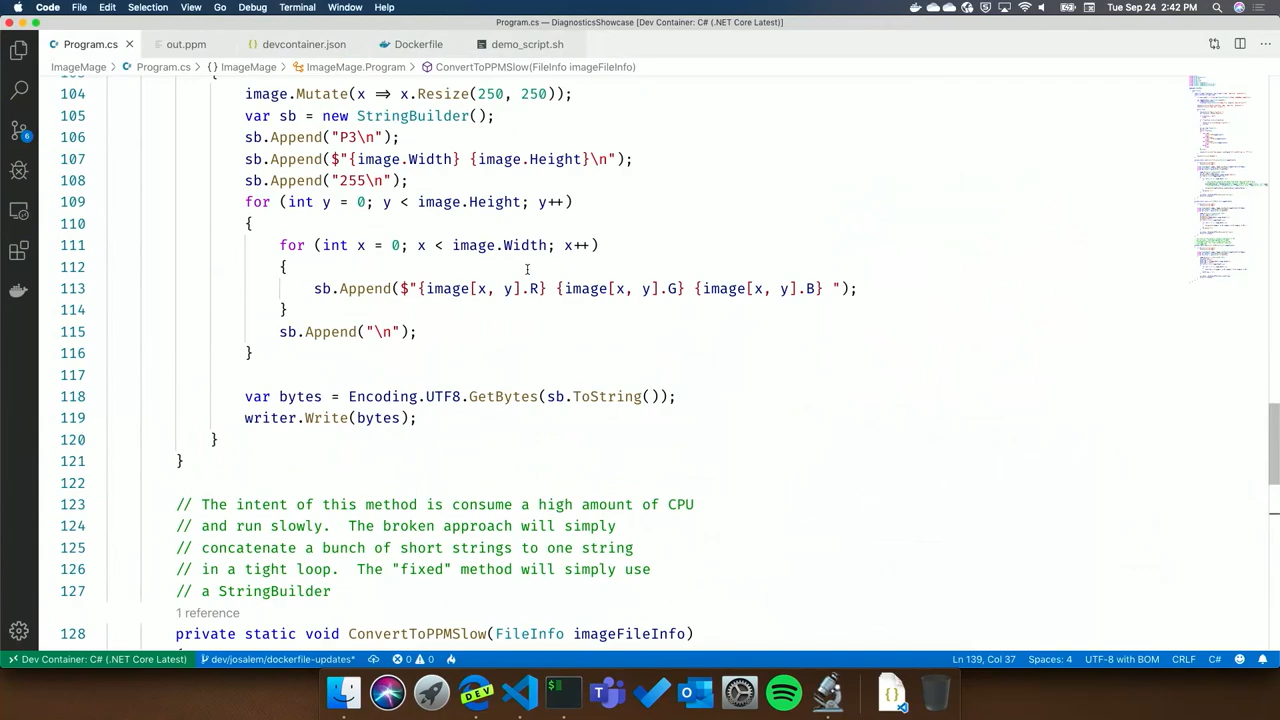 Code File Edit Selection View Go Debug Terminal Window Help
100% Tue Sep 24 2:42 PM
Program.cs — DiagnosticsShowcase [Dev Container: C# (.NET Core Latest)]
Program.cs out.ppm devcontainer.json Dockerfile demo_script.sh
ImageMage > Program.cs > {} ImageMage > ImageMage.Program > ConvertToPPMSlow(FileInfo imageFileInfo)
104 image.Mutate(x => x.Resize(250, 250));
105 var sb = new StringBuilder();
106 sb.Append("P3\n");
107 sb.Append($"{image.Width} {image.Height}\n");
108 sb.Append("255\n");
109 for (int y = 0; y < image.Height; y++)
110 {
111 for (int x = 0; x < image.Width; x++)
112 {
113 sb.Append($"{image[x, y].R} {image[x, y].G} {image[x, y].B} ");
114 }
115 sb.Append("\n");
116 }
117
118 var bytes = Encoding.UTF8.GetBytes(sb.ToString());
119 writer.Write(bytes);
120 }
121 }
122
123 // The intent of this method is consume a high amount of CPU
124 // and run slowly. The broken approach will simply
125 // concatenate a bunch of short strings to one string
126 // in a tight loop. The "fixed" method will simply use
127 // a StringBuilder
1 reference
128 private static void ConvertToPPMSlow(FileInfo imageFileInfo)
Dev Container: C# (.NET Core Latest) dev/josalem/dockerfile-updates* 0 0 Ln 139, Col 37 Spaces: 4 UTF-8 with BOM CRLF C#
DEV